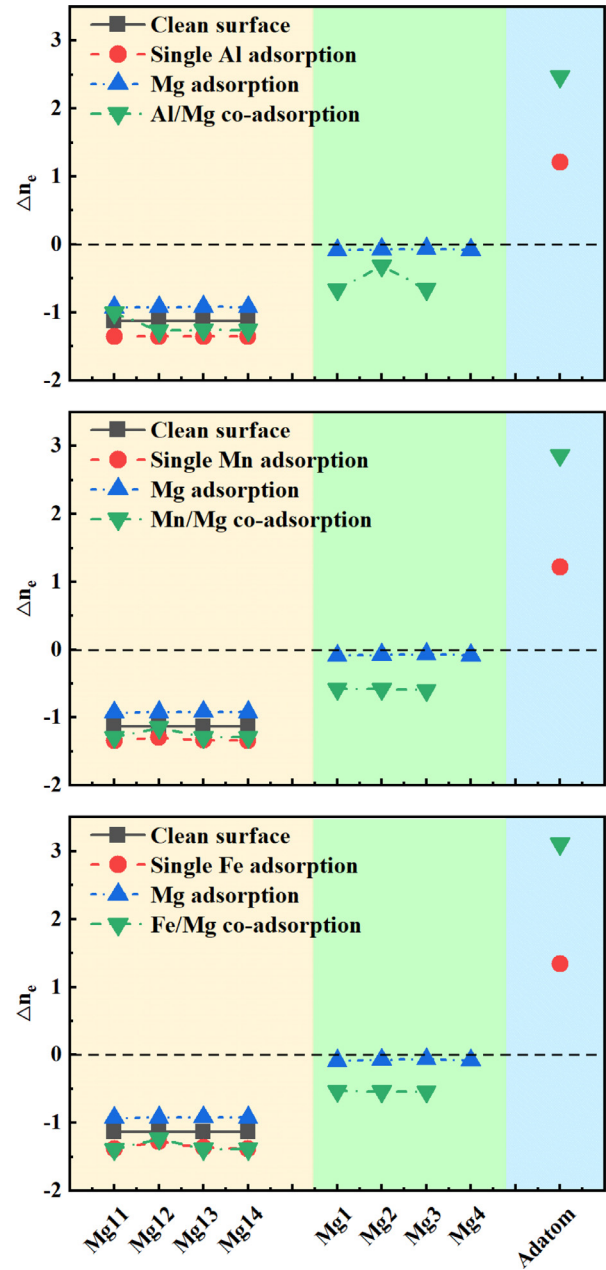 Clean surface
Single Al adsorption
Mg adsorption
Al/Mg co-adsorption
3
2
1
0
-1
-2
△nₑ
Clean surface
Single Mn adsorption
Mg adsorption
Mn/Mg co-adsorption
3
2
1
0
-1
-2
△nₑ
Clean surface
Single Fe adsorption
Mg adsorption
Fe/Mg co-adsorption
3
2
1
0
-1
-2
△nₑ
Mg11 Mg12 Mg13 Mg14 Mg1 Mg2 Mg3 Mg4 Adatom